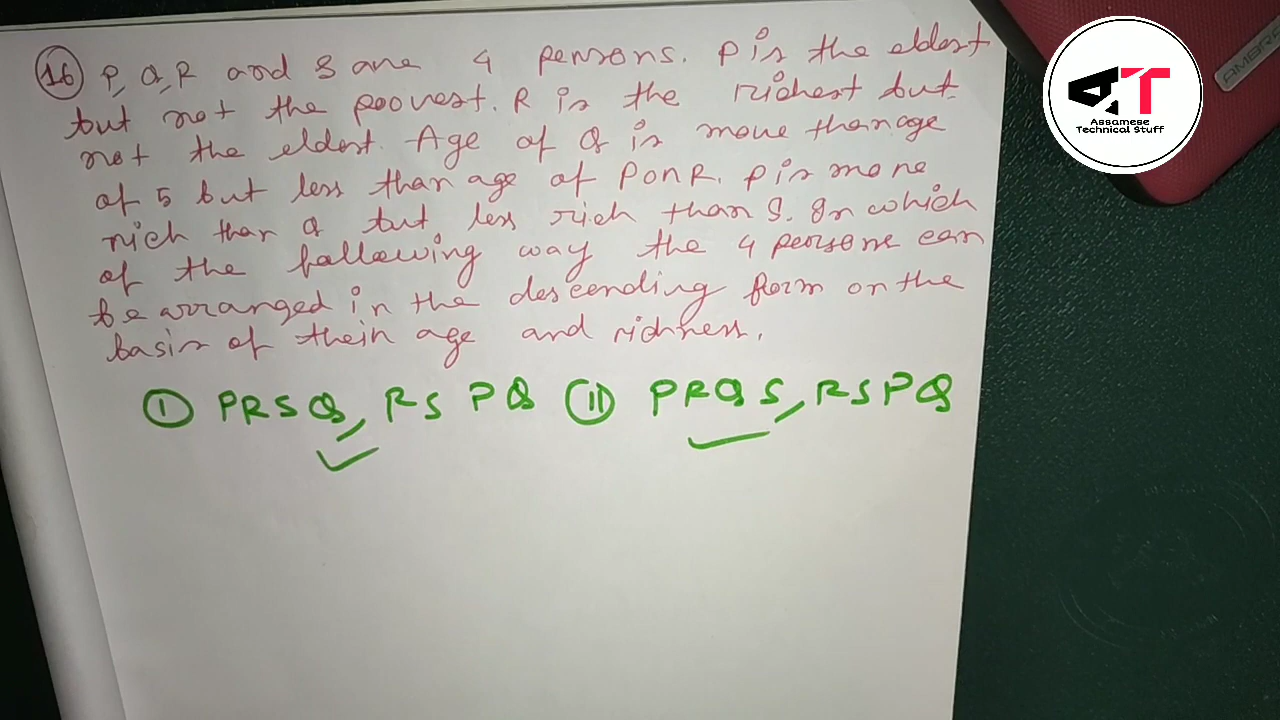 16 P, Q, R and S are 4 persons. P is the eldest
but not the poorest. R is the richest but
not the eldest. Age of Q is more than age
of S but less than age of P or R. P is more
rich than Q but less rich than S. In which
of the following way the 4 persons can
be arranged in the descending form on the
basis of their age and richness.
I PRSQ, RSPQ II PRQS, RSPQ
AT
Assamese
Technical Stuff
AMBRA